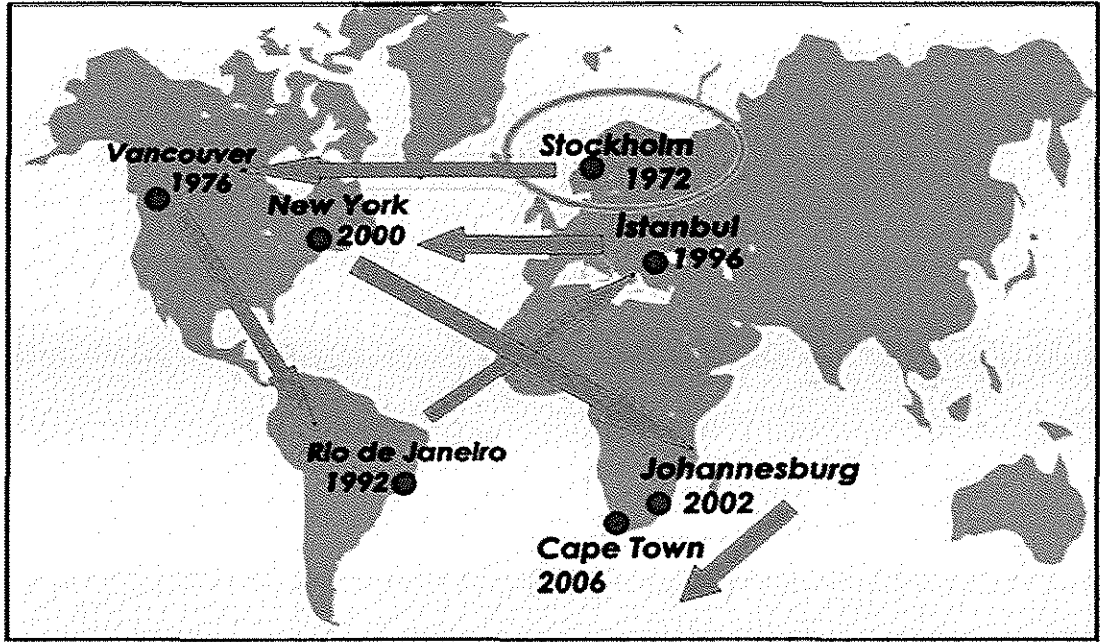 Vancouver
1976
Stockholm
1972
New York
2000
İstanbul
1996
Rio de Janeiro
1992
Johannesburg
2002
Cape Town
2006